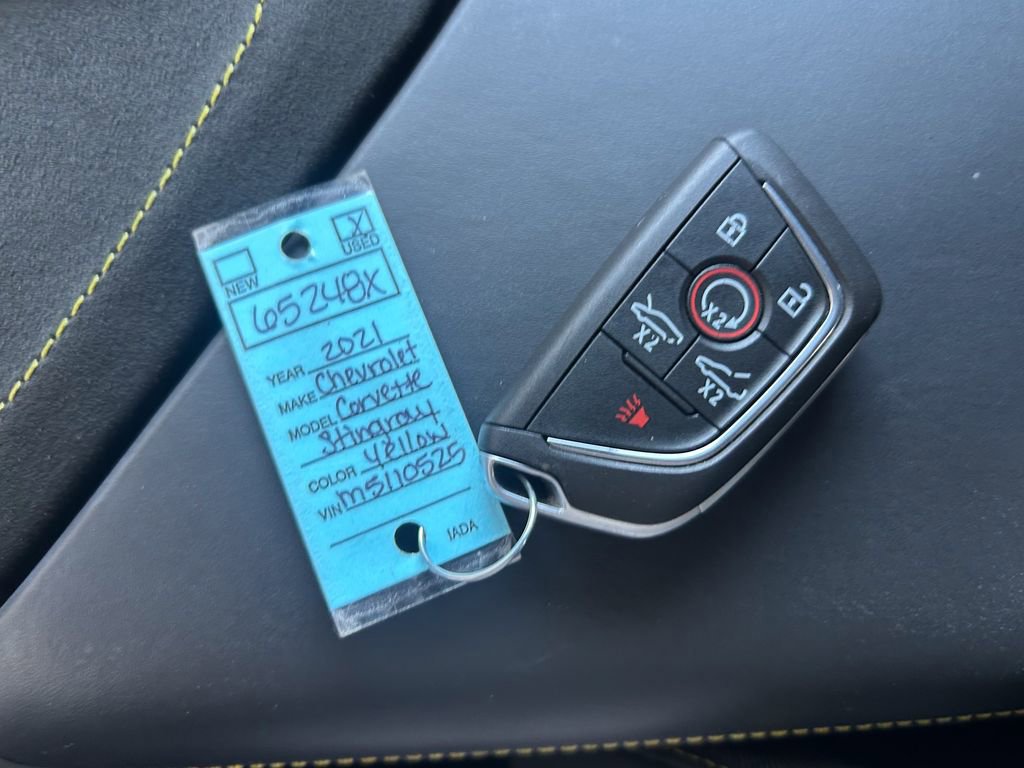 X
NEW USED
65248X
YEAR 2021
MAKE Chevrolet
MODEL Corvette
Stingray
COLOR Yellow
VIN M5110525
IADA
X2
X2
X2